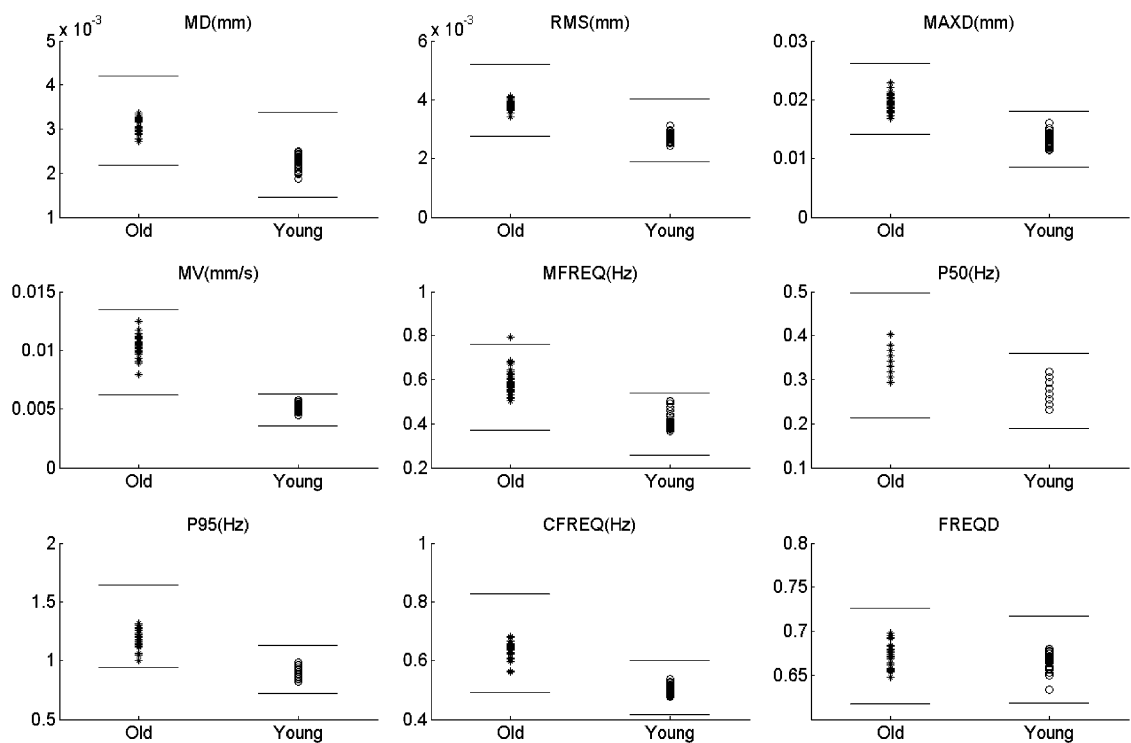 x 10-3
MD(mm)
5
4
3
2
1
Old
Young
x 10-3
RMS(mm)
6
4
2
0
Old
Young
MAXD(mm)
0.03
0.02
0.01
0
Old
Young
MV(mm/s)
0.015
0.01
0.005
0
Old
Young
MFREQ(Hz)
1
0.8
0.6
0.4
0.2
Old
Young
P50(Hz)
0.5
0.4
0.3
0.2
0.1
Old
Young
P95(Hz)
2
1.5
1
0.5
Old
Young
CFREQ(Hz)
1
0.8
0.6
0.4
Old
Young
FREQD
0.8
0.75
0.7
0.65
Old
Young